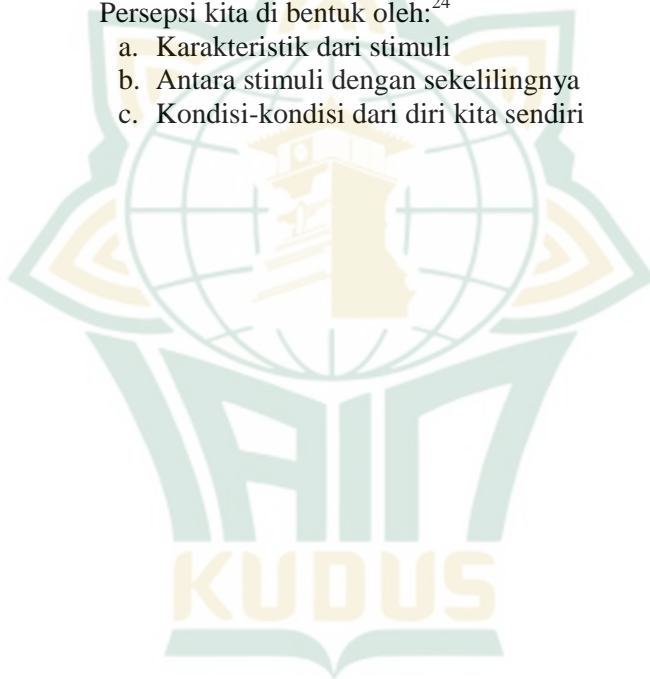 Persepsi kita di bentuk oleh:24
a. Karakteristik dari stimuli
b. Antara stimuli dengan sekelilingnya
c. Kondisi-kondisi dari diri kita sendiri
IAIN
KUDUS